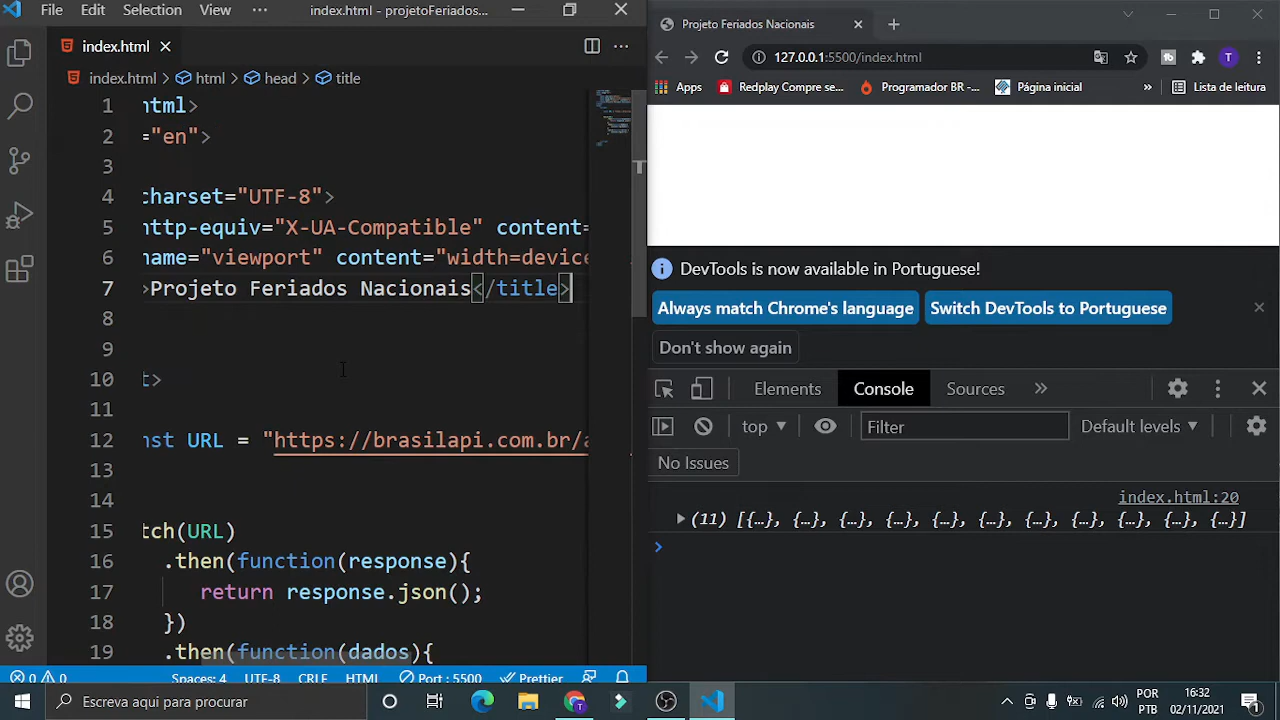 File Edit Selection View ··· index.html - projetoFeriados...
index.html
index.html > html > head > title
1 html>
2 ="en">
3
4 charset="UTF-8">
5 http-equiv="X-UA-Compatible" content=
6 name="viewport" content="width=device
7 >Projeto Feriados Nacionais</title>
8
9
10 t>
11
12 nst URL = "https://brasilapi.com.br/a
13
14
15 tch(URL)
16 .then(function(response){
17 return response.json();
18 })
19 .then(function(dados){
0 0 Spaces: 4 UTF-8 CRLF HTML Port : 5500 Prettier
Projeto Feriados Nacionais
127.0.0.1:5500/index.html
T
Apps Redplay Compre se... Programador BR -... Página inicial » Lista de leitura
DevTools is now available in Portuguese!
Always match Chrome's language Switch DevTools to Portuguese
Don't show again
Elements Console Sources »
top Filter Default levels
No Issues
index.html:20
(11) [{…}, {…}, {…}, {…}, {…}, {…}, {…}, {…}, {…}, {…}, {…}]
Escreva aqui para procurar
POR
PTB
16:32
02/11/2021
1